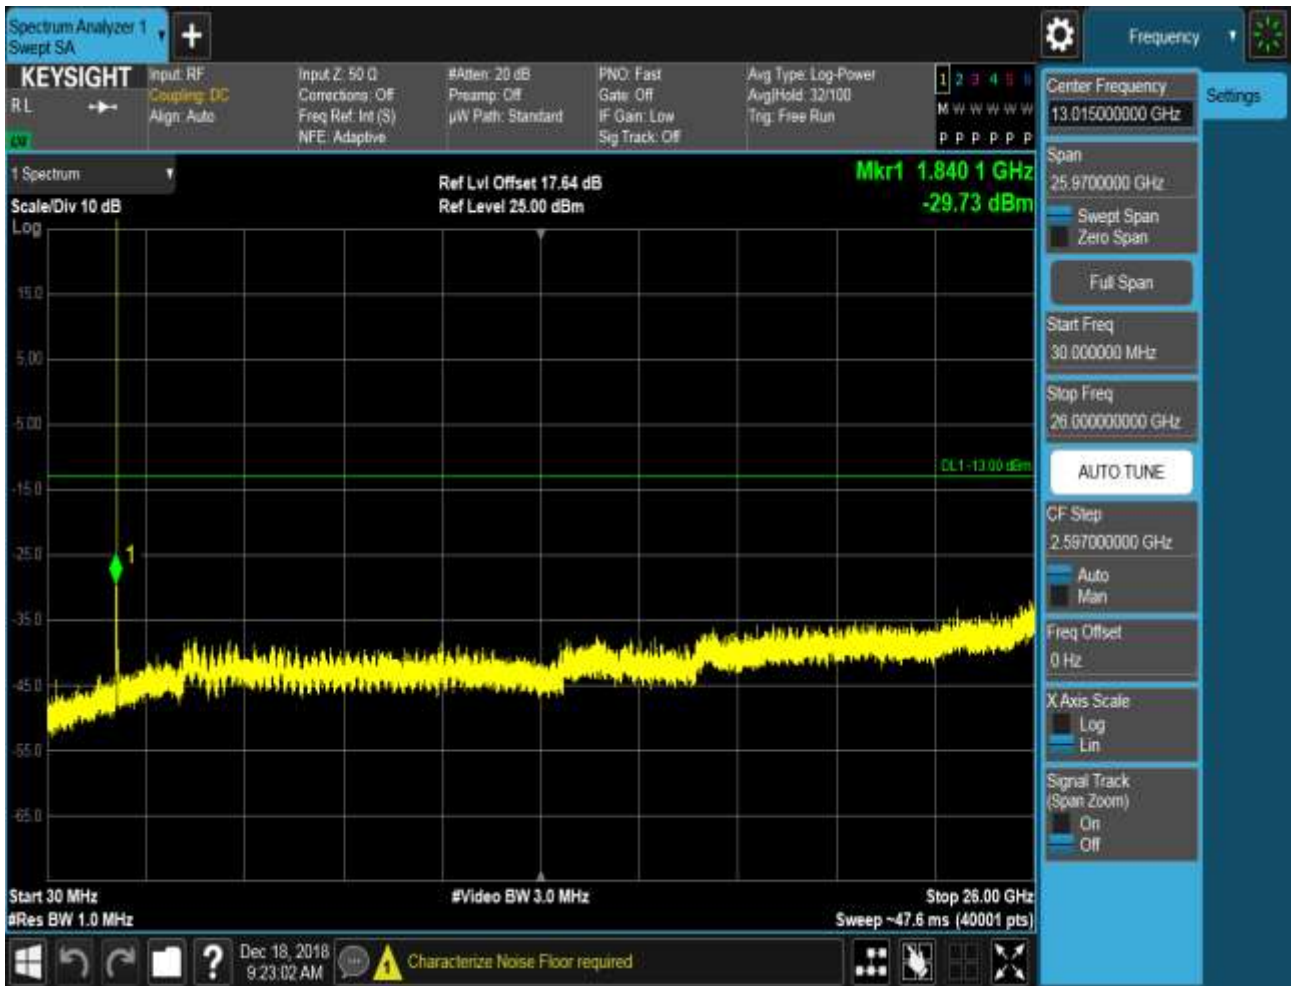 Spectrum Analyzer 1
Swept SA
+
Frequency
KEYSIGHT
RL
Input: RF
Coupling: DC
Align: Auto
Input Z: 50 Ω
Corrections: Off
Freq Ref: Int (S)
NFE: Adaptive
#Atten: 20 dB
Preamp: Off
µW Path: Standard
PNO: Fast
Gate: Off
IF Gain: Low
Sig Track: Off
Avg Type: Log-Power
Avg|Hold: 32/100
Trig: Free Run
1 2 3 4 5 6
M W W W W W
P P P P P P
1 Spectrum
Scale/Div 10 dB
Log
Ref Lvl Offset 17.64 dB
Ref Level 25.00 dBm
Mkr1 1.840 1 GHz
-29.73 dBm
15.0
5.00
-5.00
DL1 -13.00 dBm
-15.0
-25.0
1
-35.0
-45.0
-55.0
-65.0
Start 30 MHz
#Res BW 1.0 MHz
#Video BW 3.0 MHz
Stop 26.00 GHz
Sweep ~47.6 ms (40001 pts)
Center Frequency
13.015000000 GHz
Settings
Span
25.9700000 GHz
Swept Span
Zero Span
Full Span
Start Freq
30.000000 MHz
Stop Freq
26.000000000 GHz
AUTO TUNE
CF Step
2.597000000 GHz
Auto
Man
Freq Offset
0 Hz
X Axis Scale
Log
Lin
Signal Track
(Span Zoom)
On
Off
?
Dec 18, 2018
9:23:02 AM
1
Characterize Noise Floor required